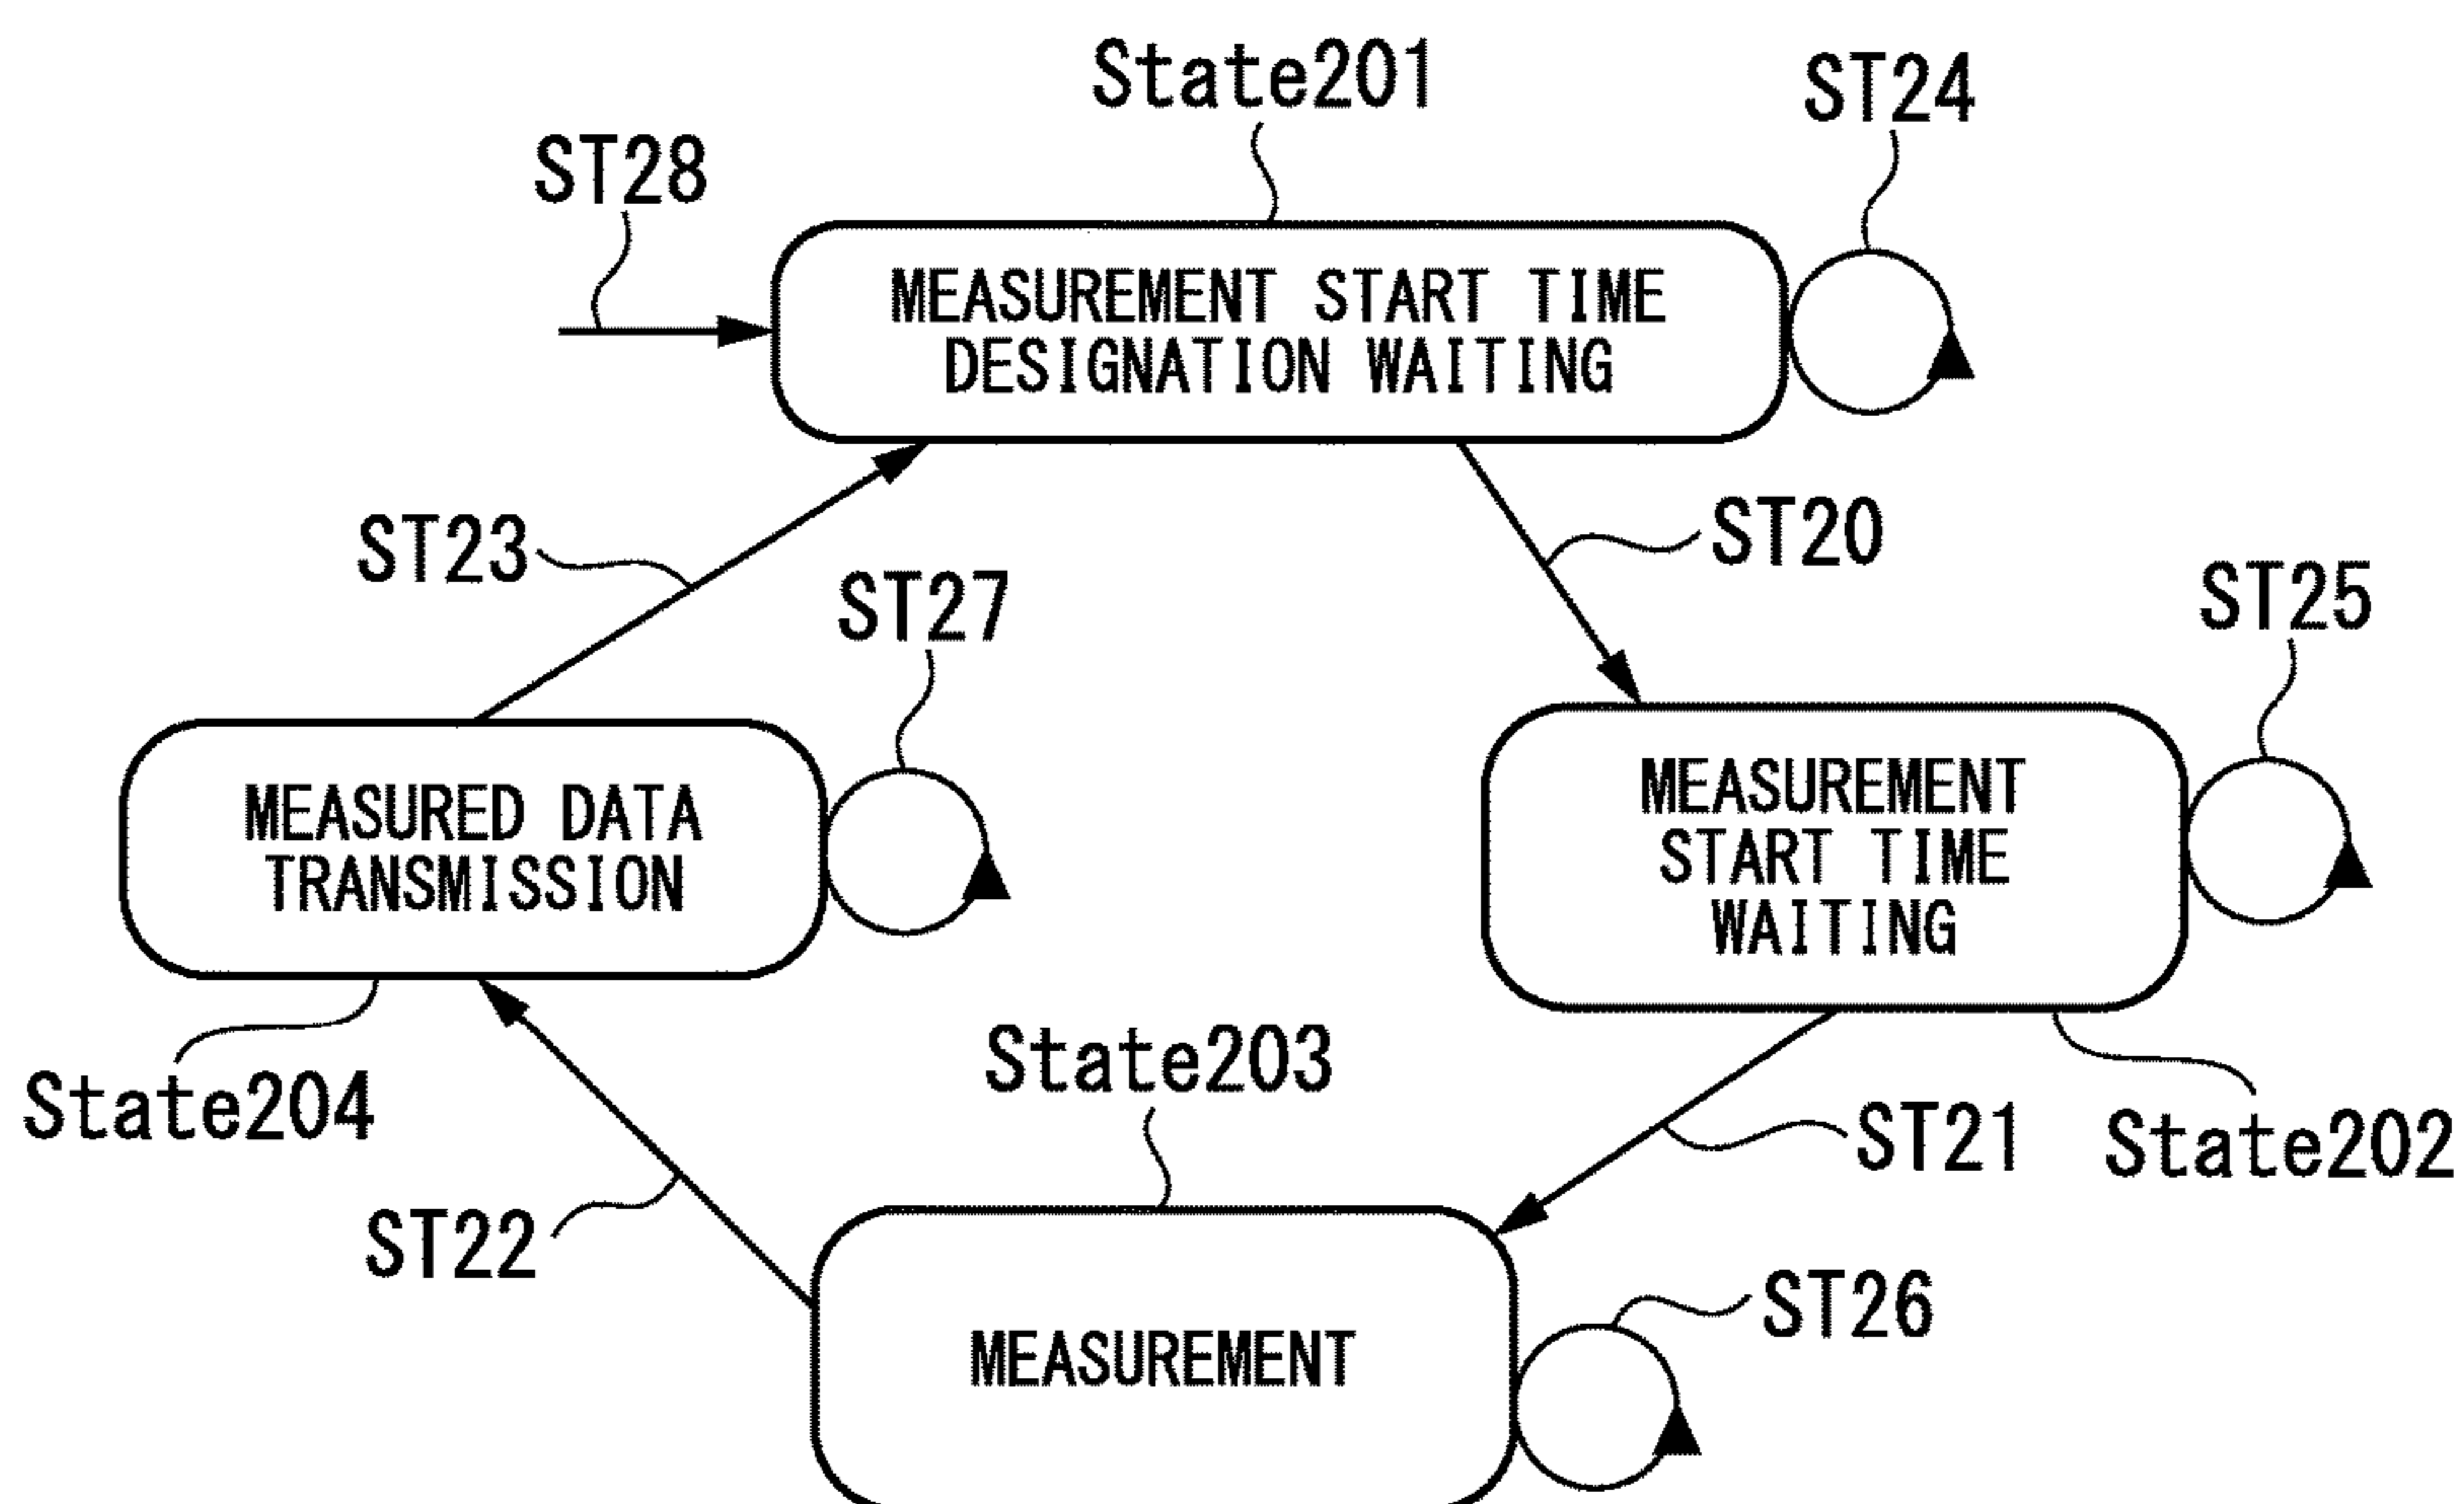 State201
ST24
ST28
MEASUREMENT START TIME
DESIGNATION WAITING
ST23
ST20
ST27
ST25
MEASURED DATA
TRANSMISSION
MEASUREMENT
START TIME
WAITING
State204
State203
ST21
State202
ST22
MEASUREMENT
ST26